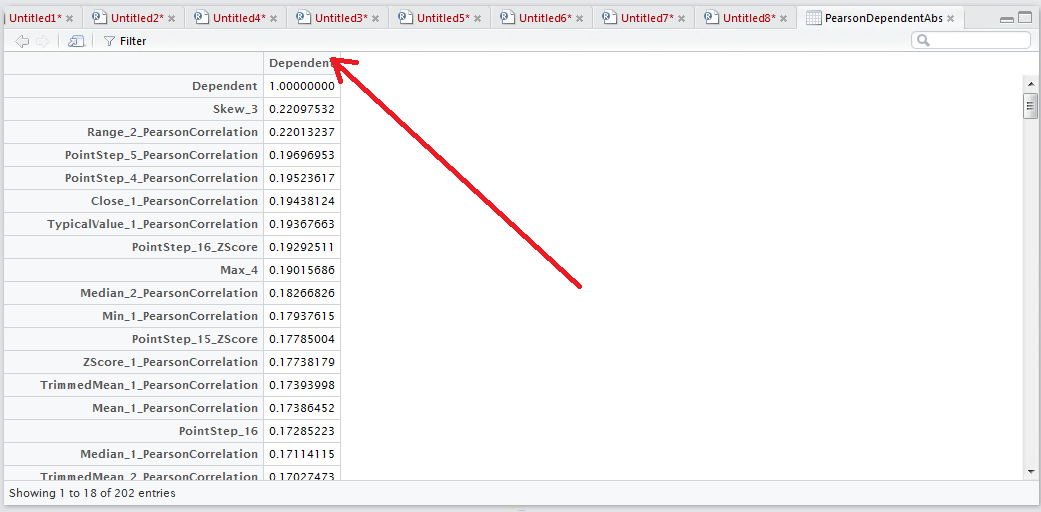 Untitled1* × Untitled2* × Untitled4* × Untitled3* × Untitled5* × Untitled6* × Untitled7* × Untitled8* × PearsonDependentAbs ×
Filter
Dependent
Dependent 1.00000000
Skew_3 0.22097532
Range_2_PearsonCorrelation 0.22013237
PointStep_5_PearsonCorrelation 0.19696953
PointStep_4_PearsonCorrelation 0.19523617
Close_1_PearsonCorrelation 0.19438124
TypicalValue_1_PearsonCorrelation 0.19367663
PointStep_16_ZScore 0.19292511
Max_4 0.19015686
Median_2_PearsonCorrelation 0.18266826
Min_1_PearsonCorrelation 0.17937615
PointStep_15_ZScore 0.17785004
ZScore_1_PearsonCorrelation 0.17738179
TrimmedMean_1_PearsonCorrelation 0.17393998
Mean_1_PearsonCorrelation 0.17386452
PointStep_16 0.17285223
Median_1_PearsonCorrelation 0.17114115
TrimmedMean_2_PearsonCorrelation 0.17027473
Showing 1 to 18 of 202 entries